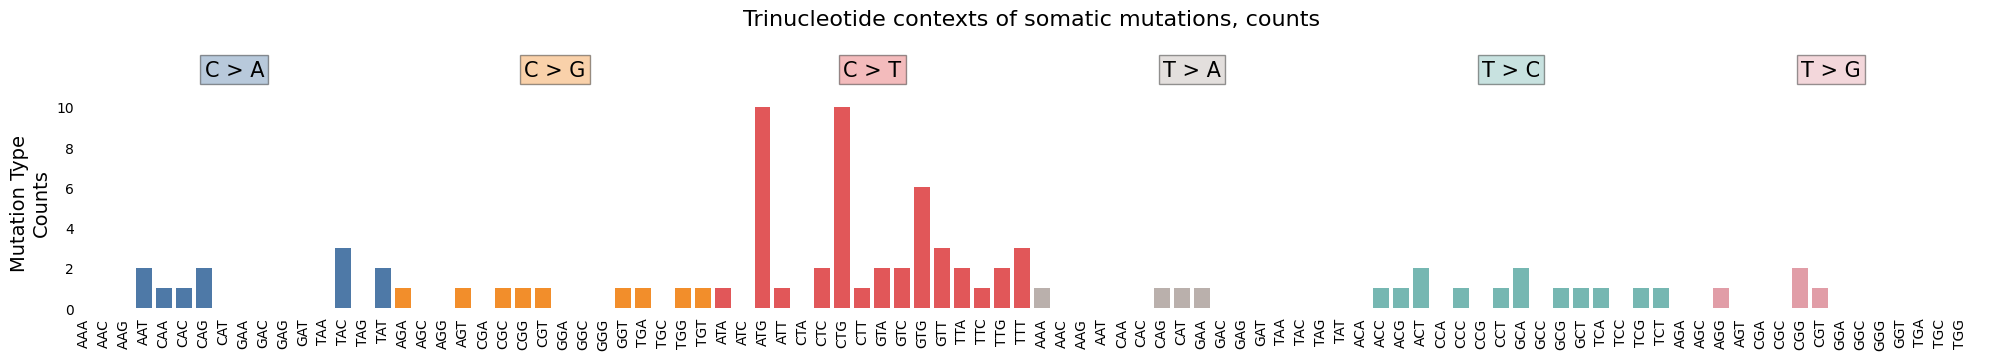 Trinucleotide contexts of somatic mutations, counts
C > A C > G C > T T > A T > C T > G
Mutation Type
Counts
10
8
6
4
2
0
AAA AAC AAG AAT CAA CAC CAG CAT GAA GAC GAG GAT TAA TAC TAG TAT AGA AGC AGG AGT CGA CGC CGG CGT GGA GGC GGG GGT TGA TGC TGG TGT ATA ATC ATG ATT CTA CTC CTG CTT GTA GTC GTG GTT TTA TTC TTG TTT AAA AAC AAG AAT CAA CAC CAG CAT GAA GAC GAG GAT TAA TAC TAG TAT ACA ACC ACG ACT CCA CCC CCG CCT GCA GCC GCG GCT TCA TCC TCG TCT AGA AGC AGG AGT CGA CGC CGG CGT GGA GGC GGG GGT TGA TGC TGG